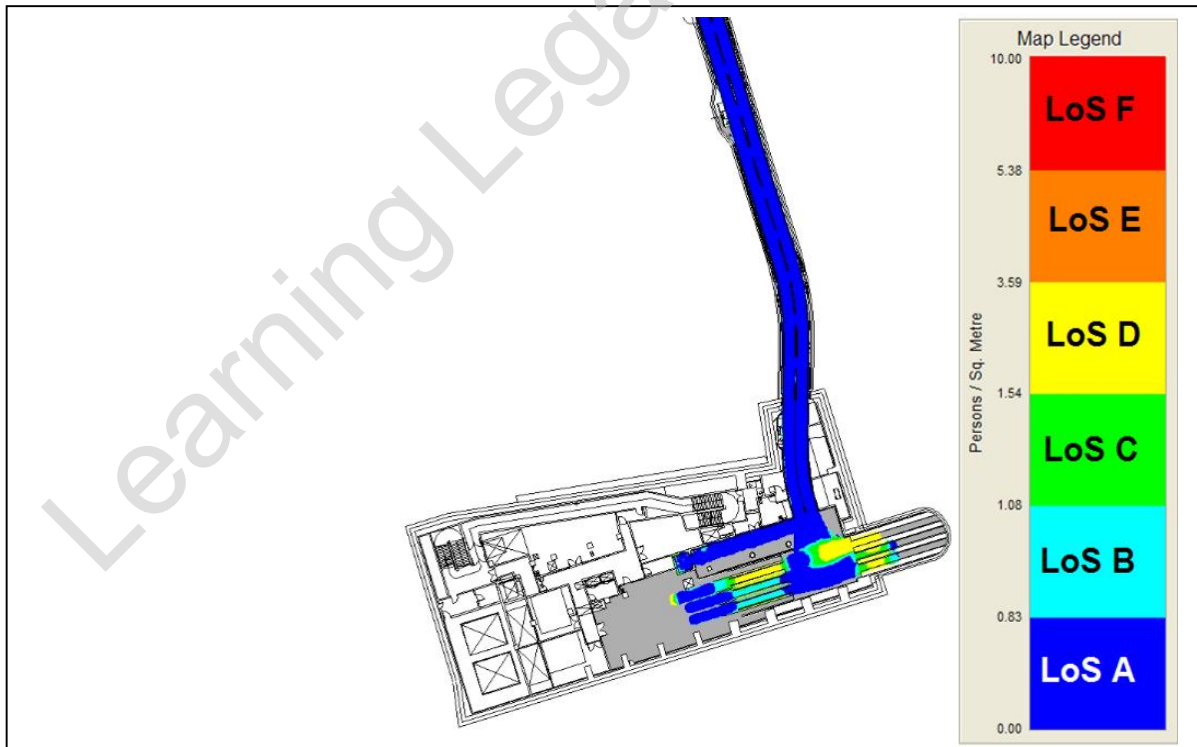 Learning Lega
Map Legend
Persons / Sq. Metre
10.00
LoS F
5.38
LoS E
3.59
LoS D
1.54
LoS C
1.08
LoS B
0.83
LoS A
0.00